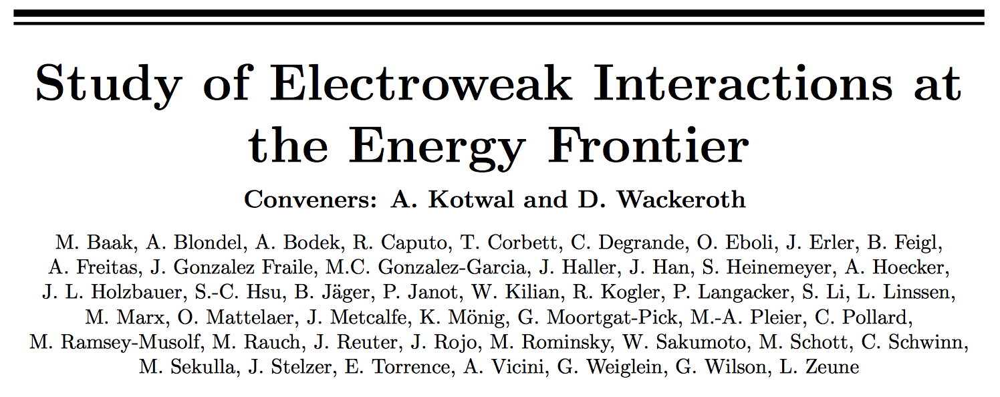 Study of Electroweak Interactions at
the Energy Frontier
Conveners: A. Kotwal and D. Wackeroth
M. Baak, A. Blondel, A. Bodek, R. Caputo, T. Corbett, C. Degrande, O. Eboli, J. Erler, B. Feigl,
A. Freitas, J. Gonzalez Fraile, M.C. Gonzalez-Garcia, J. Haller, J. Han, S. Heinemeyer, A. Hoecker,
J. L. Holzbauer, S.-C. Hsu, B. Jäger, P. Janot, W. Kilian, R. Kogler, P. Langacker, S. Li, L. Linssen,
M. Marx, O. Mattelaer, J. Metcalfe, K. Mönig, G. Moortgat-Pick, M.-A. Pleier, C. Pollard,
M. Ramsey-Musolf, M. Rauch, J. Reuter, J. Rojo, M. Rominsky, W. Sakumoto, M. Schott, C. Schwinn,
M. Sekulla, J. Stelzer, E. Torrence, A. Vicini, G. Weiglein, G. Wilson, L. Zeune